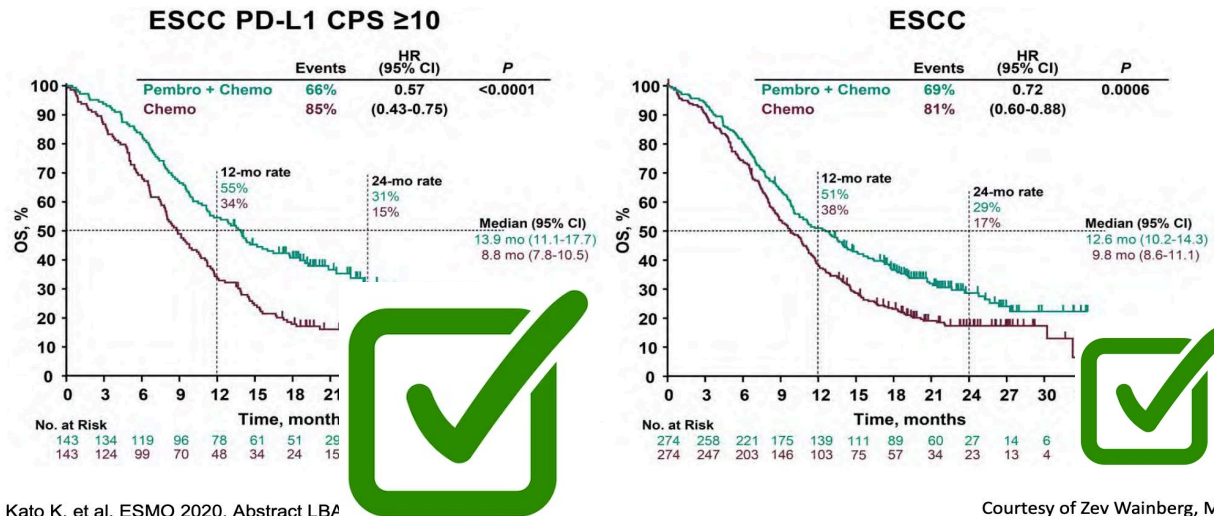 ESCC PD-L1 CPS ≥10
Events HR (95% CI) P
Pembro + Chemo 66% 0.57 <0.0001
Chemo 85% (0.43-0.75)
100
90
80
70
60
50
40
30
20
10
0
OS, %
12-mo rate
55%
34%
24-mo rate
31%
15%
Median (95% CI)
13.9 mo (11.1-17.7)
8.8 mo (7.8-10.5)
0 3 6 9 12 15 18 21
Time, months
No. at Risk
143 134 119 96 78 61 51 29
143 124 99 70 48 34 24 15
ESCC
Events HR (95% CI) P
Pembro + Chemo 69% 0.72 0.0006
Chemo 81% (0.60-0.88)
100
90
80
70
60
50
40
30
20
10
0
OS, %
12-mo rate
51%
38%
24-mo rate
29%
17%
Median (95% CI)
12.6 mo (10.2-14.3)
9.8 mo (8.6-11.1)
0 3 6 9 12 15 18 21 24 27 30
Time, months
No. at Risk
274 258 221 175 139 111 89 60 27 14 6
274 247 203 146 103 75 57 34 23 13 4
Kato K, et al. ESMO 2020. Abstract LBA
Courtesy of Zev Wainberg, M